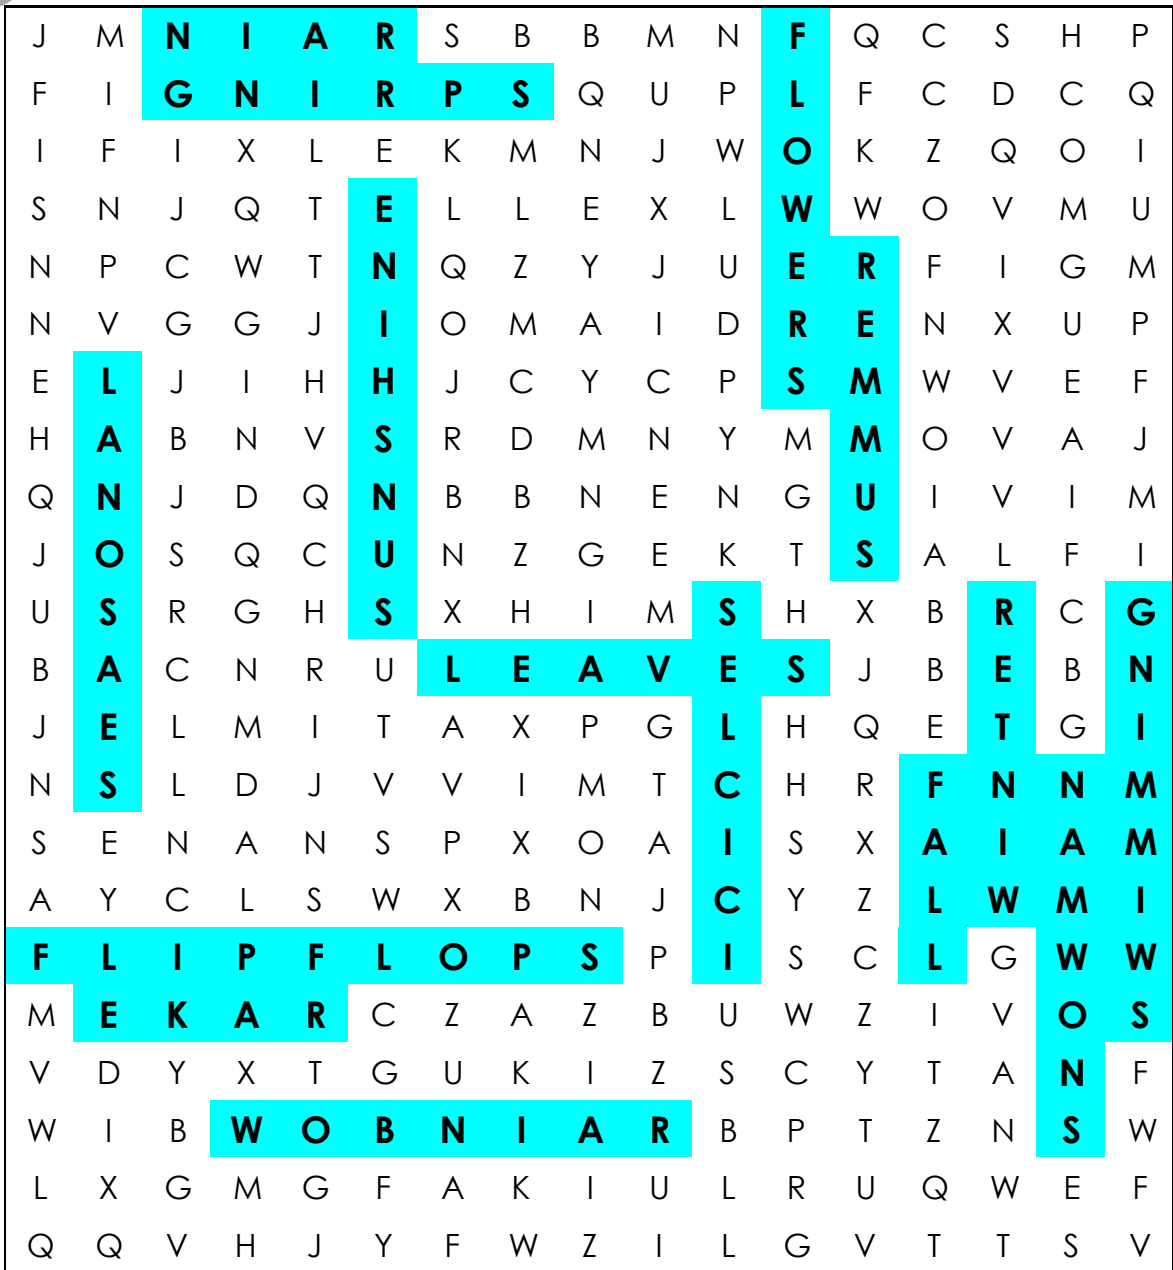 J M N I A R S B B M N F Q C S H P
F I G N I R P S Q U P L F C D C Q
I F I X L E K M N J W O K Z Q O I
S N J Q T E L L E X L W W O V M U
N P C W T N Q Z Y J U E R F I G M
N V G G J I O M A I D R E N X U P
E L J I H H J C Y C P S M W V E F
H A B N V S R D M N Y M M O V A J
Q N J D Q N B B N E N G U I V I M
J O S Q C U N Z G E K T S A L F I
U S R G H S X H I M S H X B R C G
B A C N R U L E A V E S J B E B N
J E L M I T A X P G L H Q E T G I
N S L D J V V I M T C H R F N N M
S E N A N S P X O A I S X A I A M
A Y C L S W X B N J C Y Z L W M I
F L I P F L O P S P I S C L G W W
M E K A R C Z A Z B U W Z I V O S
V D Y X T G U K I Z S C Y T A N F
W I B W O B N I A R B P T Z N S W
L X G M G F A K I U L R U Q W E F
Q Q V H J Y F W Z I L G V T T S V